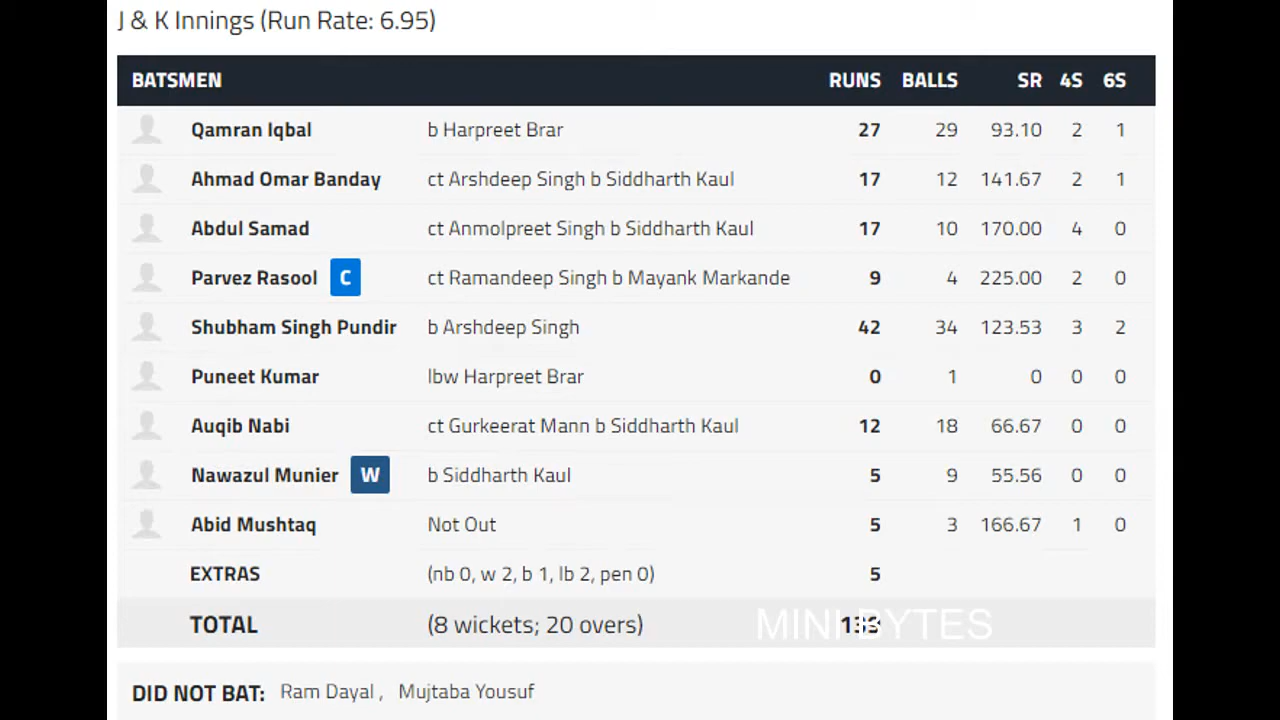 J & K Innings (Run Rate: 6.95)
BATSMEN RUNS BALLS SR 4S 6S
Qamran Iqbal b Harpreet Brar 27 29 93.10 2 1
Ahmad Omar Banday ct Arshdeep Singh b Siddharth Kaul 17 12 141.67 2 1
Abdul Samad ct Anmolpreet Singh b Siddharth Kaul 17 10 170.00 4 0
Parvez Rasool C ct Ramandeep Singh b Mayank Markande 9 4 225.00 2 0
Shubham Singh Pundir b Arshdeep Singh 42 34 123.53 3 2
Puneet Kumar lbw Harpreet Brar 0 1 0 0 0
Auqib Nabi ct Gurkeerat Mann b Siddharth Kaul 12 18 66.67 0 0
Nawazul Munier W b Siddharth Kaul 5 9 55.56 0 0
Abid Mushtaq Not Out 5 3 166.67 1 0
EXTRAS (nb 0, w 2, b 1, lb 2, pen 0) 5
TOTAL (8 wickets; 20 overs) MINI BYTES
DID NOT BAT: Ram Dayal , Mujtaba Yousuf